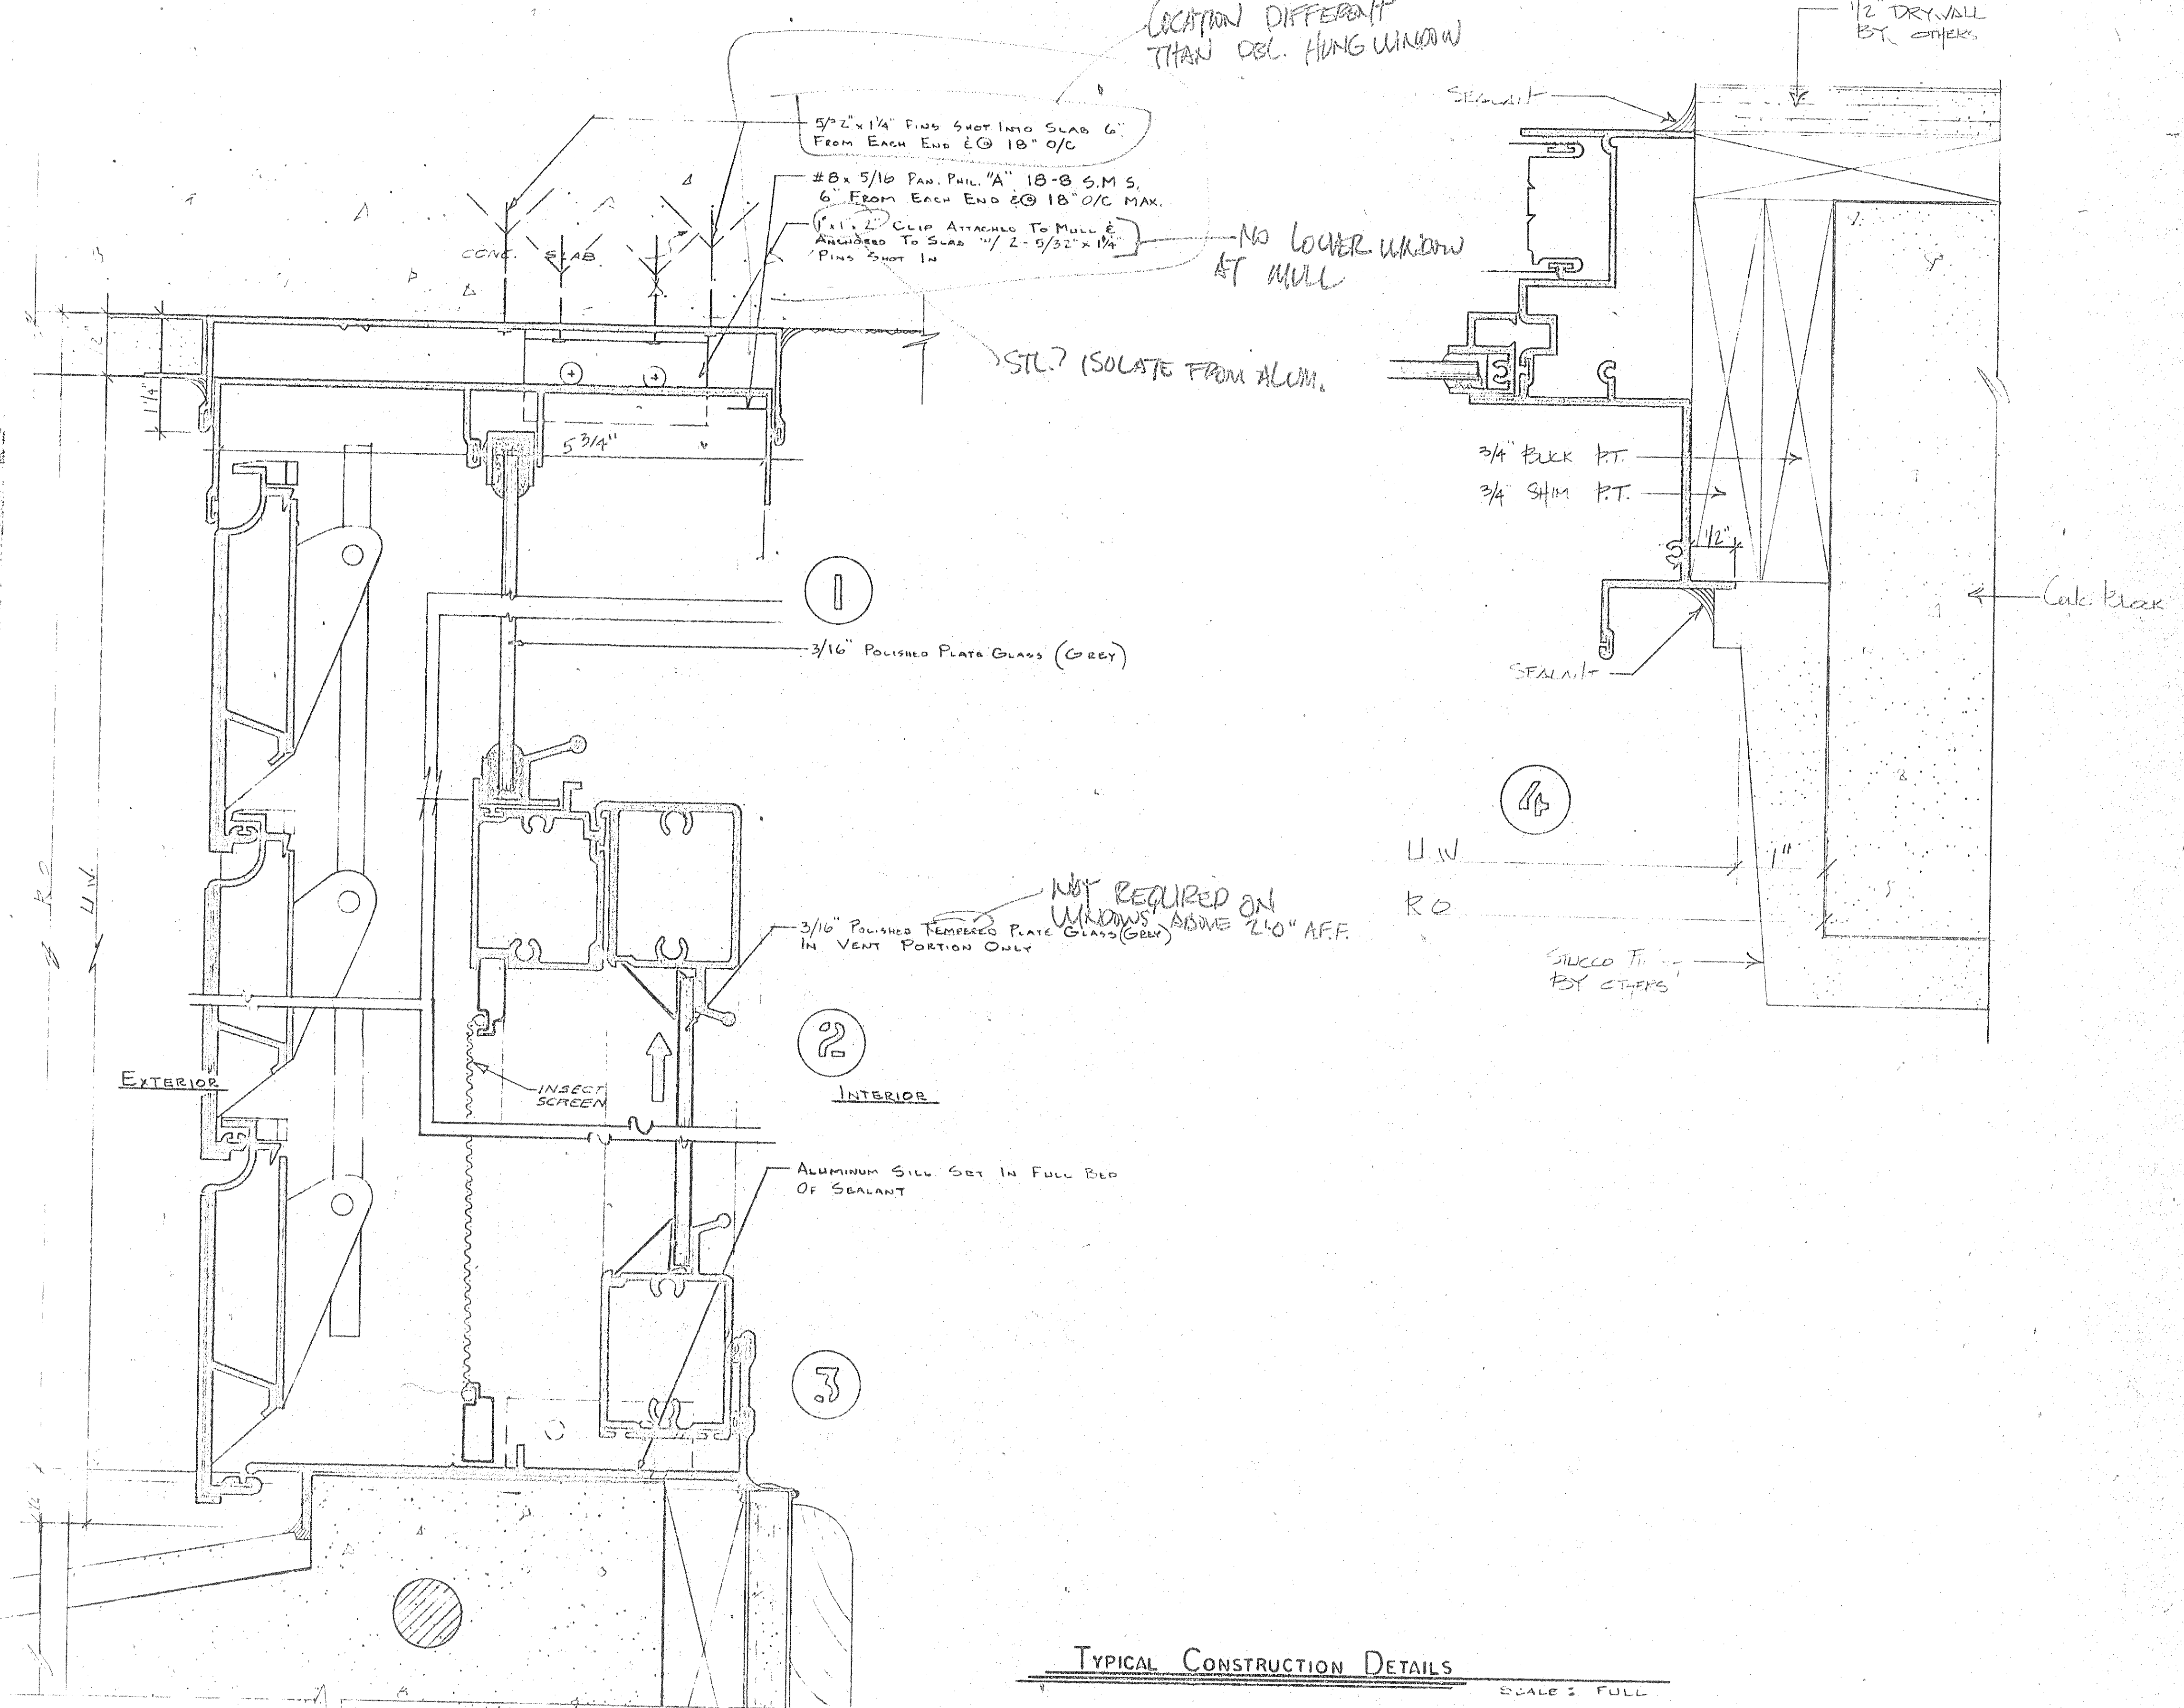 LOCATION DIFFERENT
THAN DBL. HUNG WINDOW
1/2" DRYWALL
BY OTHERS
SEALANT
5/32" x 1 1/4" PINS SHOT INTO SLAB 6"
FROM EACH END & @ 18" O/C
#8 x 5/16 PAN. PHIL. "A" 18-8 S.M.S.
6" FROM EACH END & @ 18" O/C MAX.
1"x1"x2" CLIP ATTACHED TO MULL &
ANCHORED TO SLAB W/ 2-5/32" x 1 1/4"
PINS SHOT IN
NO LOUVER WINDOW
AT MULL
CONC. SLAB
STL? ISOLATE FROM ALUM.
1 1/4"
5 3/4"
3/4" BUCK P.T.
3/4" SHIM P.T.
1/2"
1
CONC. BLOCK
3/16" POLISHED PLATE GLASS (GREY)
SEALANT
4
U.W
1"
R O
R O
U.W.
NOT REQUIRED ON
WINDOWS ABOVE 2'0" A.F.F.
3/16" POLISHED TEMPERED PLATE GLASS (GREY)
IN VENT PORTION ONLY
STUCCO
BY OTHERS
2
EXTERIOR
INSECT
SCREEN
INTERIOR
ALUMINUM SILL SET IN FULL BED
OF SEALANT
3
TYPICAL CONSTRUCTION DETAILS
SCALE: FULL